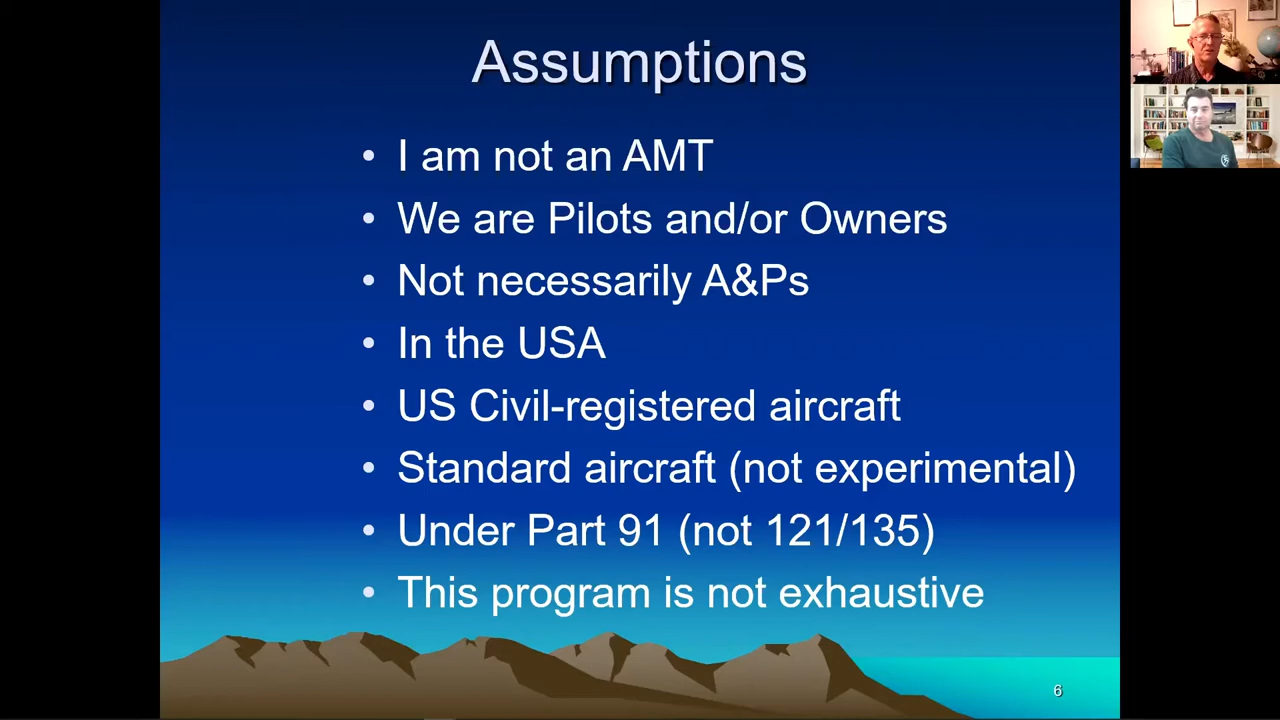 Assumptions
• I am not an AMT
• We are Pilots and/or Owners
• Not necessarily A&Ps
• In the USA
• US Civil-registered aircraft
• Standard aircraft (not experimental)
• Under Part 91 (not 121/135)
• This program is not exhaustive
6